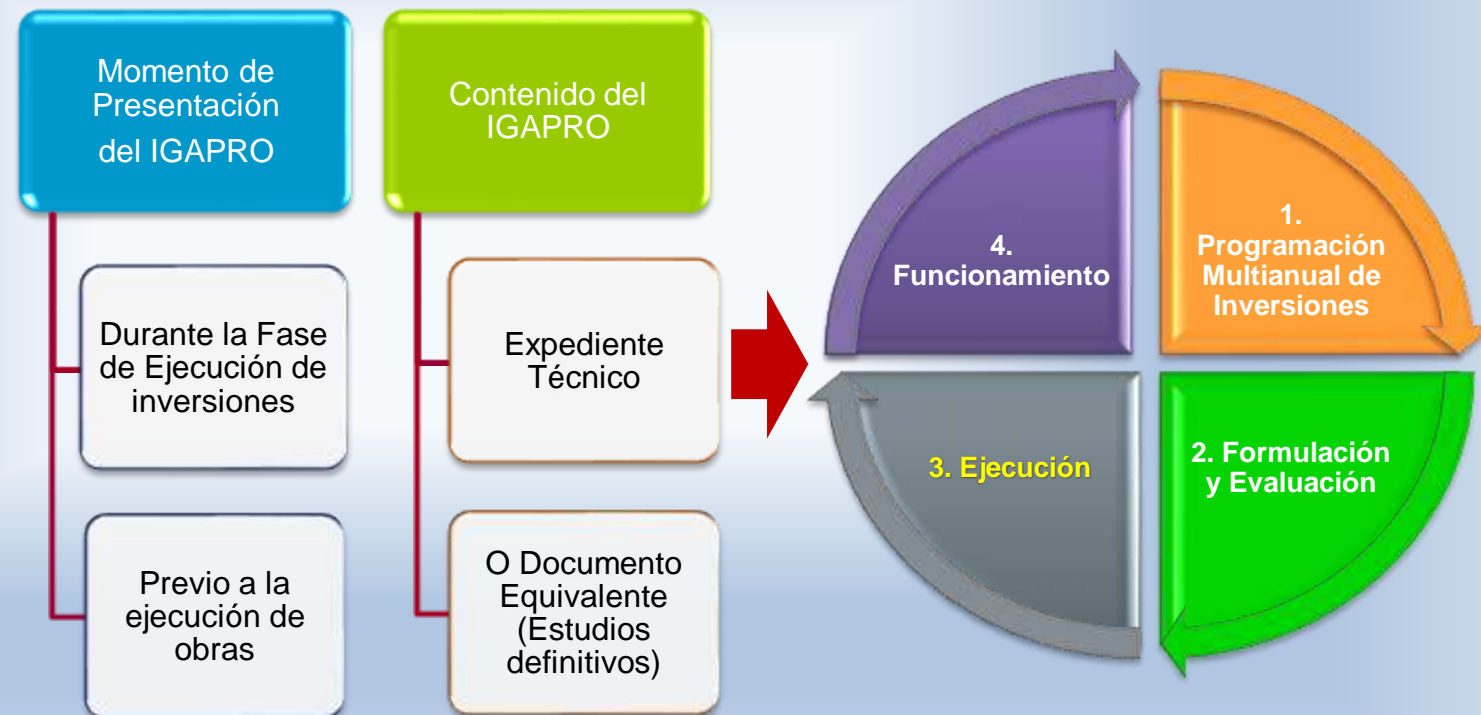 Momento de
Presentación
del IGAPRO
Durante la Fase
de Ejecución de
inversiones
Previo a la
ejecución de
obras
Contenido del
IGAPRO
Expediente
Técnico
O Documento
Equivalente
(Estudios
definitivos)
1.
Programación
Multianual de
Inversiones
2. Formulación
y Evaluación
3. Ejecución
4.
Funcionamiento